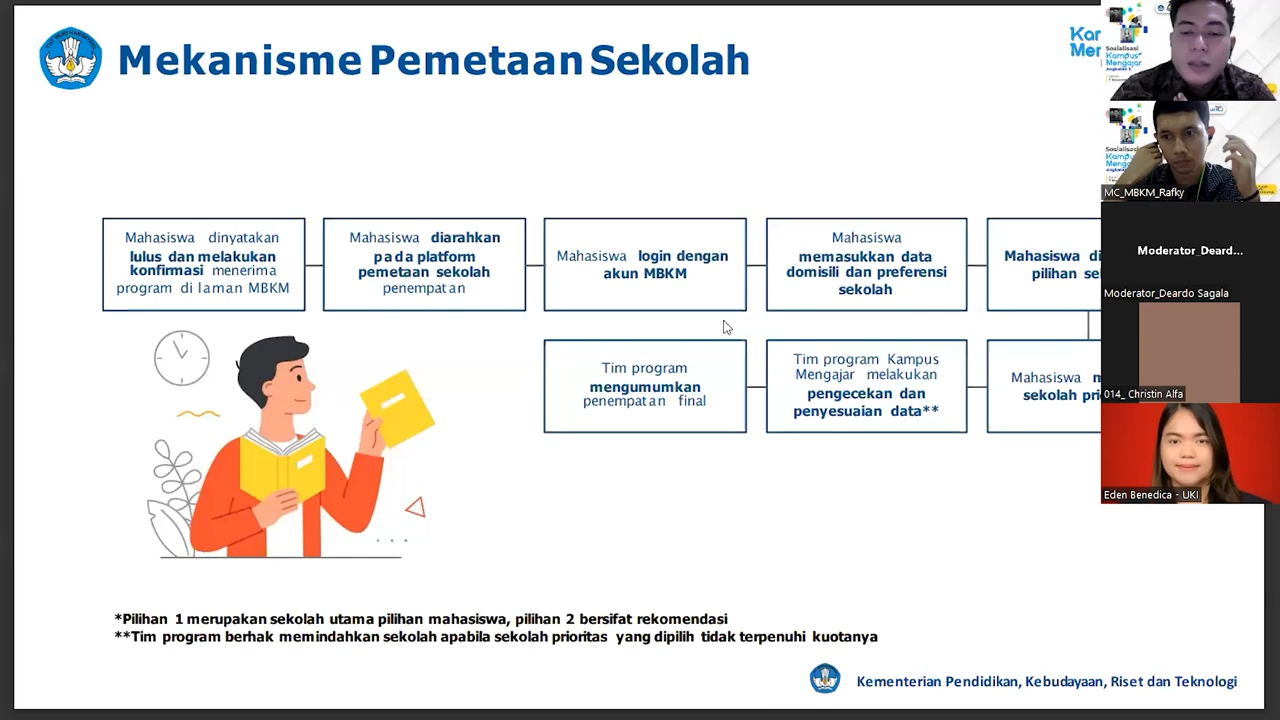 Mekanisme Pemetaan Sekolah
Mahasiswa dinyatakan
lulus dan melakukan
konfirmasi menerima
program di laman MBKM
Mahasiswa diarahkan
pada platform
pemetaan sekolah
penempatan
Mahasiswa login dengan
akun MBKM
Mahasiswa
memasukkan data
domisili dan preferensi
sekolah
Mahasiswa
pilihan
Tim program
mengumumkan
penempatan final
Tim program Kampus
Mengajar melakukan
pengecekan dan
penyesuaian data**
Mahasiswa
sekolah
*Pilihan 1 merupakan sekolah utama pilihan mahasiswa, pilihan 2 bersifat rekomendasi
**Tim program berhak memindahkan sekolah apabila sekolah prioritas yang dipilih tidak terpenuhi kuotanya
Kementerian Pendidikan, Kebudayaan, Riset dan Teknologi
Sosialisasi
Kampus
Mengajar
MC_MBKM_Rafky
Moderator_Deard...
Moderator_Deardo Sagala
014_ Christin Alfa
Eden Benedica - UKI